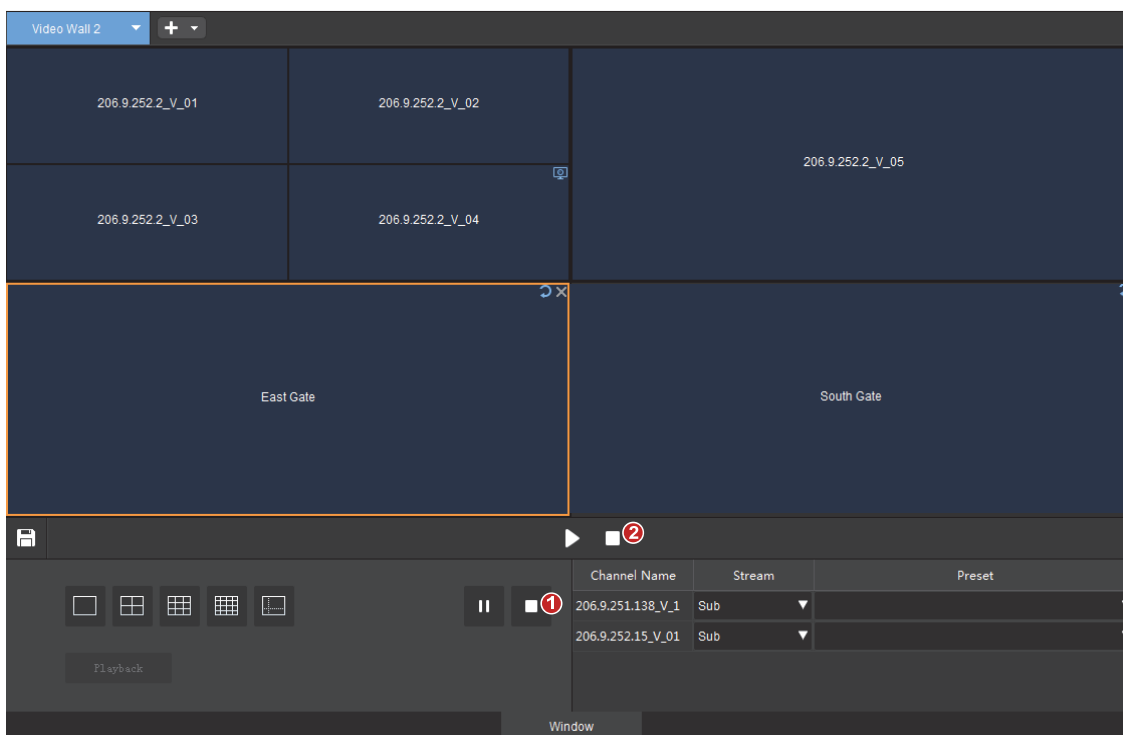 Video Wall 2
206.9.252.2_V_01
206.9.252.2_V_02
206.9.252.2_V_05
206.9.252.2_V_03
206.9.252.2_V_04
East Gate
South Gate
2
Channel Name Stream Preset
1
206.9.251.138_V_1 Sub
206.9.252.15_V_01 Sub
Playback
Window